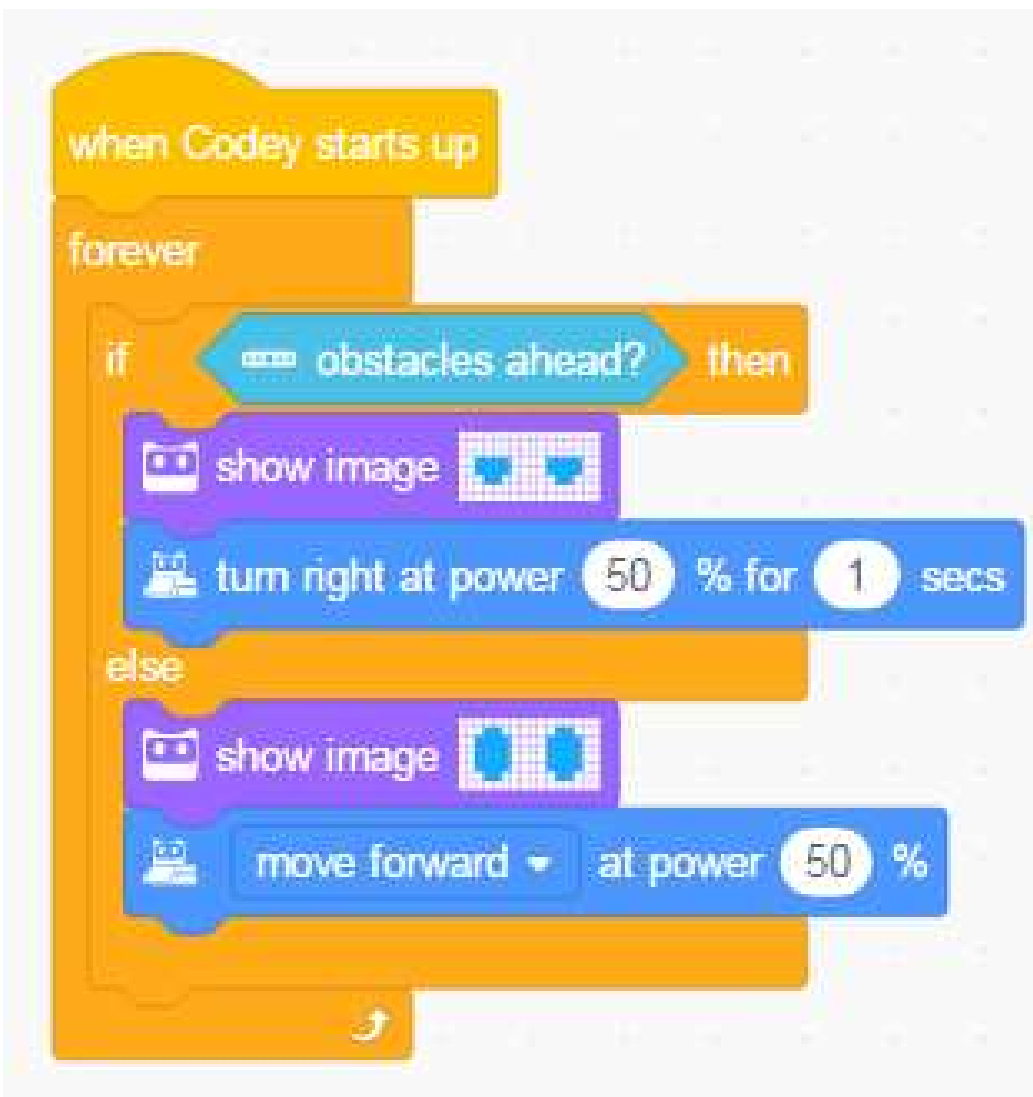 when Codey starts up
forever
if obstacles ahead? then
show image
turn right at power 50 % for 1 secs
else
show image
move forward at power 50 %